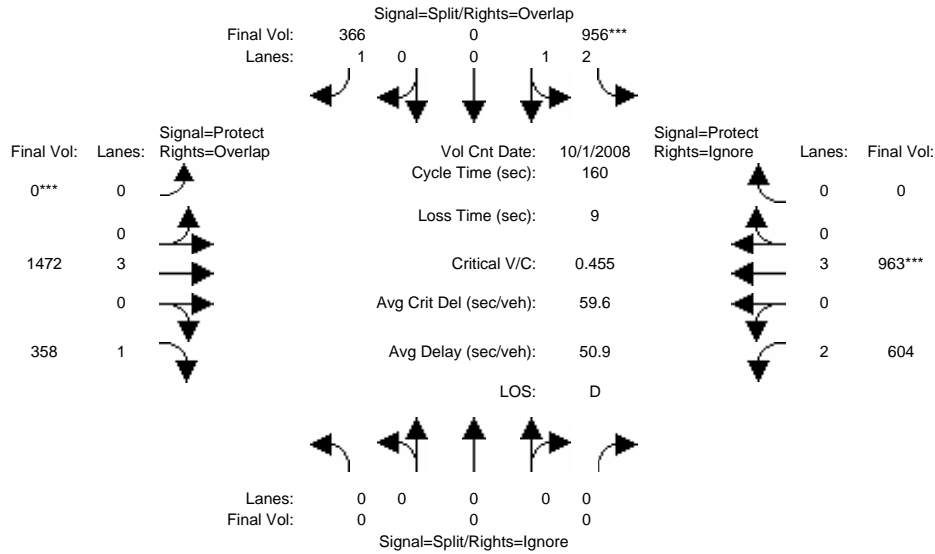 Signal=Split/Rights=Overlap
Final Vol: 366 0 956***
Lanes: 1 0 0 1 2
Signal=Protect Signal=Protect
Final Vol: Lanes: Rights=Overlap Vol Cnt Date: 10/1/2008 Rights=Ignore Lanes: Final Vol:
Cycle Time (sec): 160
0*** 0 0 0
Loss Time (sec): 9
0 0
1472 3 Critical V/C: 0.455 3 963***
0 Avg Crit Del (sec/veh): 59.6 0
358 1 Avg Delay (sec/veh): 50.9 2 604
LOS: D
Lanes: 0 0 0 0 0
Final Vol: 0 0 0
Signal=Split/Rights=Ignore